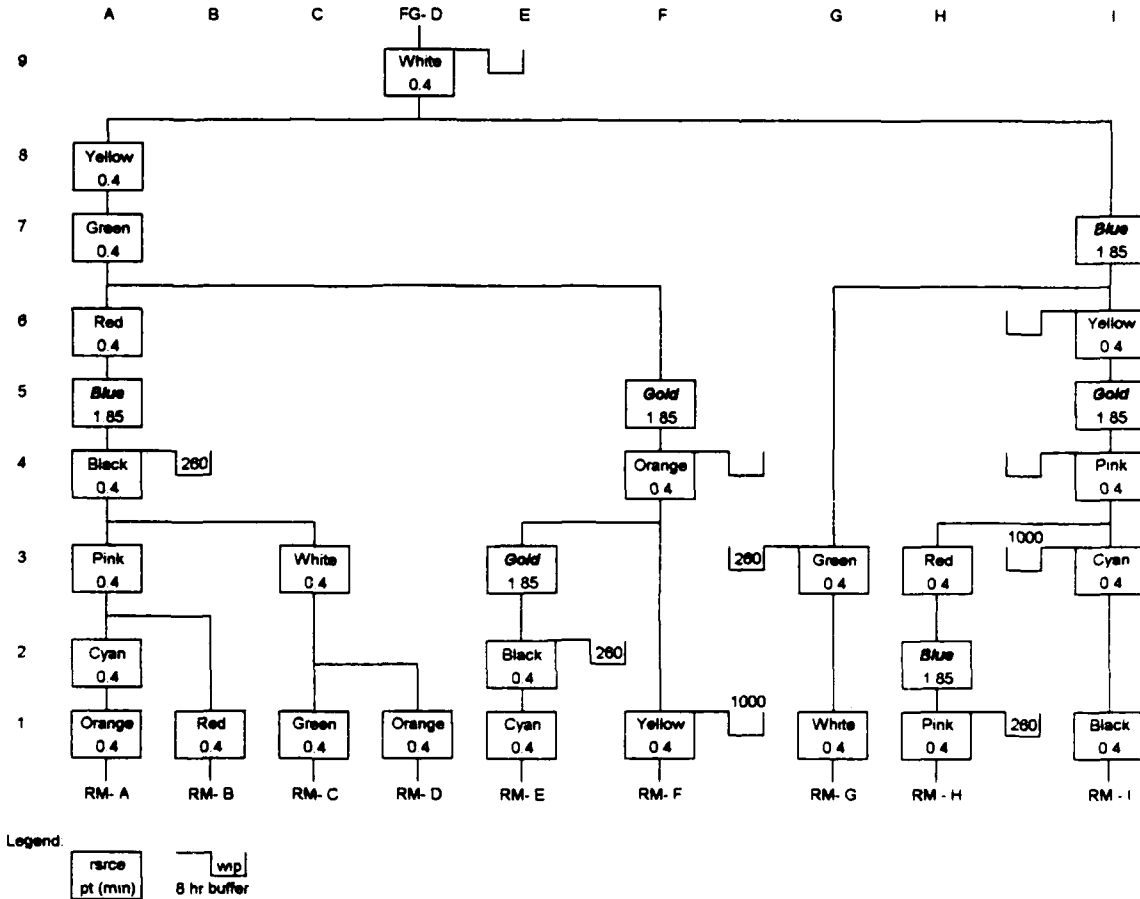 A B C FG- D E F G H I
9
White
0.4
8
Yellow
0.4
7
Green
0.4
Blue
1 85
6
Red
0.4
Yellow
0 4
5
Blue
1 85
Gold
1 85
Gold
1 85
4
Black
0.4
260
Orange
0 4
Pink
0 4
3
Pink
0.4
White
0 4
Gold
1 85
260
Green
0 4
Red
0 4
1000
Cyan
0 4
2
Cyan
0.4
Black
0.4
260
Blue
1 85
1
Orange
0.4
Red
0 4
Green
0 4
Orange
0 4
Cyan
0 4
Yellow
0 4
1000
White
0 4
Pink
0 4
260
Black
0 4
RM- A RM- B RM- C RM- D RM- E RM- F RM- G RM - H RM - I
Legend:
rsrce
pt (min)
wip
8 hr buffer